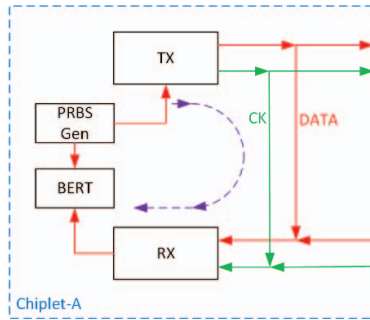 TX
PRBS
Gen
CK
DATA
BERT
RX
Chiplet-A